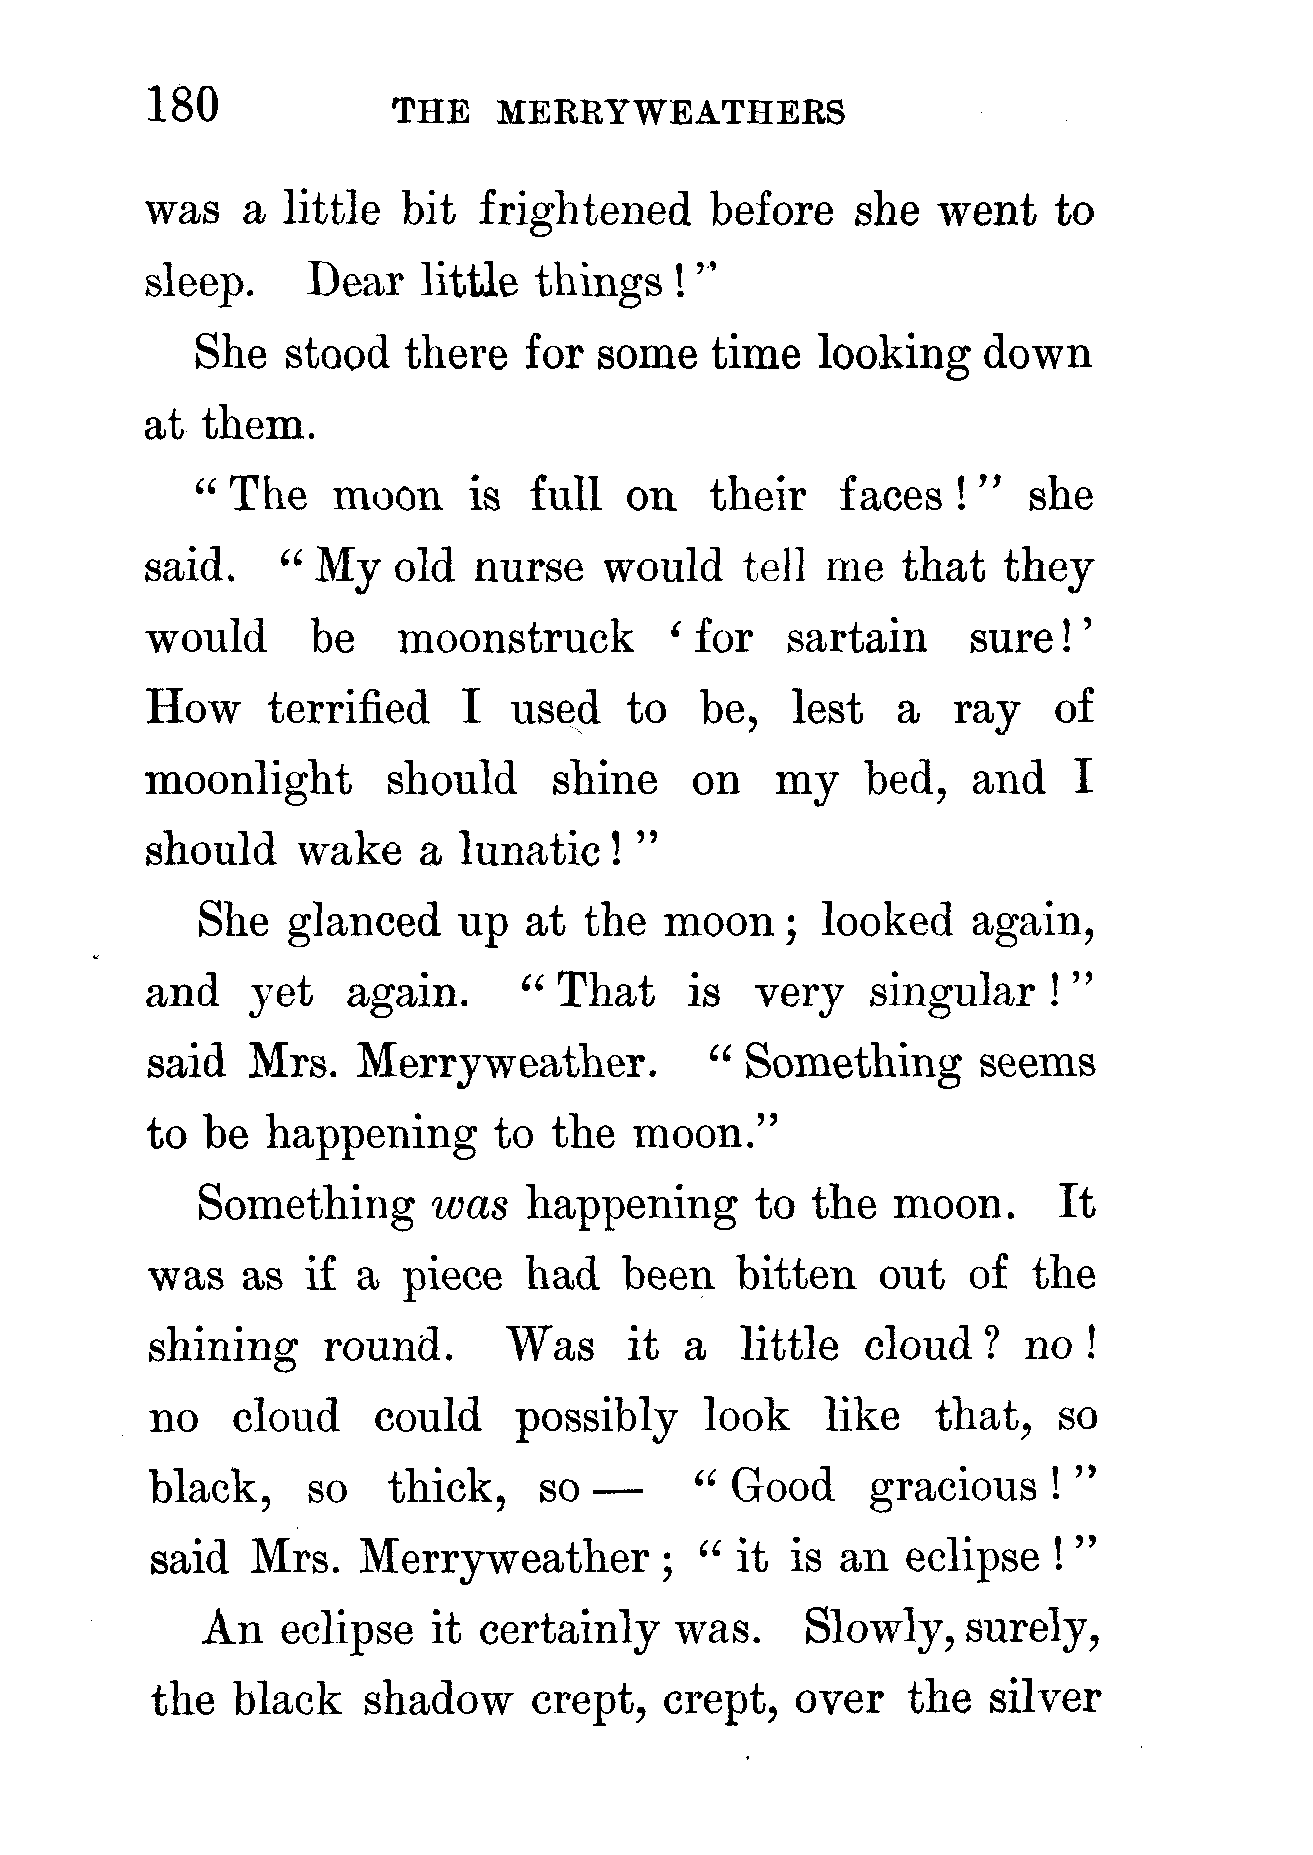 180 THE MERRYWEATHERS
was a little bit frightened before she went to
sleep. Dear little things!"
She stood there for some time looking down
at them.
"The moon is full on their faces!" she
said. "My old nurse would tell me that they
would be moonstruck 'for sartain sure!'
How terrified I used to be, lest a ray of
moonlight should shine on my bed, and I
should wake a lunatic!"
She glanced up at the moon; looked again,
and yet again. "That is very singular!"
said Mrs. Merryweather. "Something seems
to be happening to the moon."
Something was happening to the moon. It
was as if a piece had been bitten out of the
shining round. Was it a little cloud? no!
no cloud could possibly look like that, so
black, so thick, so — "Good gracious!"
said Mrs. Merryweather; "it is an eclipse!"
An eclipse it certainly was. Slowly, surely,
the black shadow crept, crept, over the silver